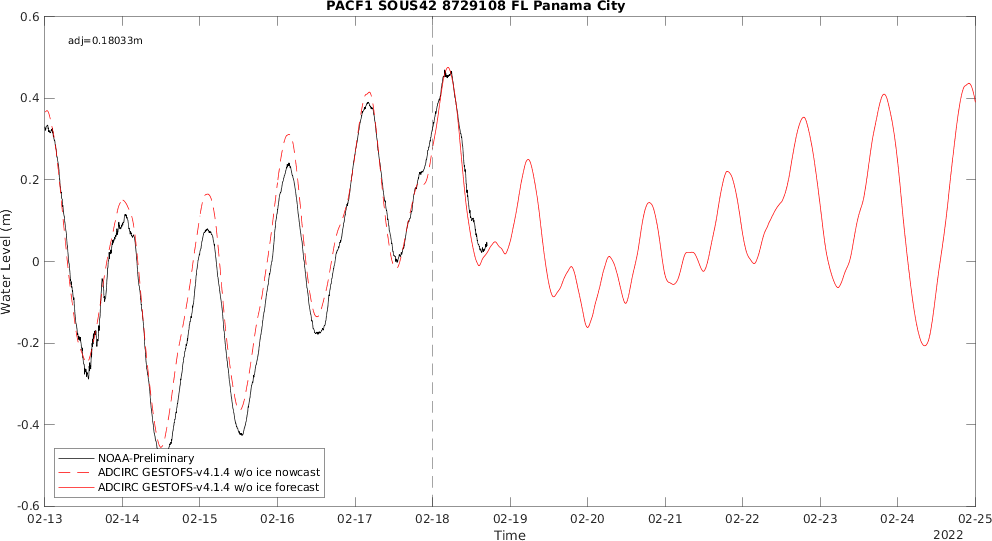 PACF1 SOUS42 8729108 FL Panama City
adj=0.18033m
Water Level (m)
0.6
0.4
0.2
0
-0.2
-0.4
-0.6
NOAA-Preliminary
ADCIRC GESTOFS-v4.1.4 w/o ice nowcast
ADCIRC GESTOFS-v4.1.4 w/o ice forecast
02-13 02-14 02-15 02-16 02-17 02-18 02-19 02-20 02-21 02-22 02-23 02-24 02-25
Time
2022